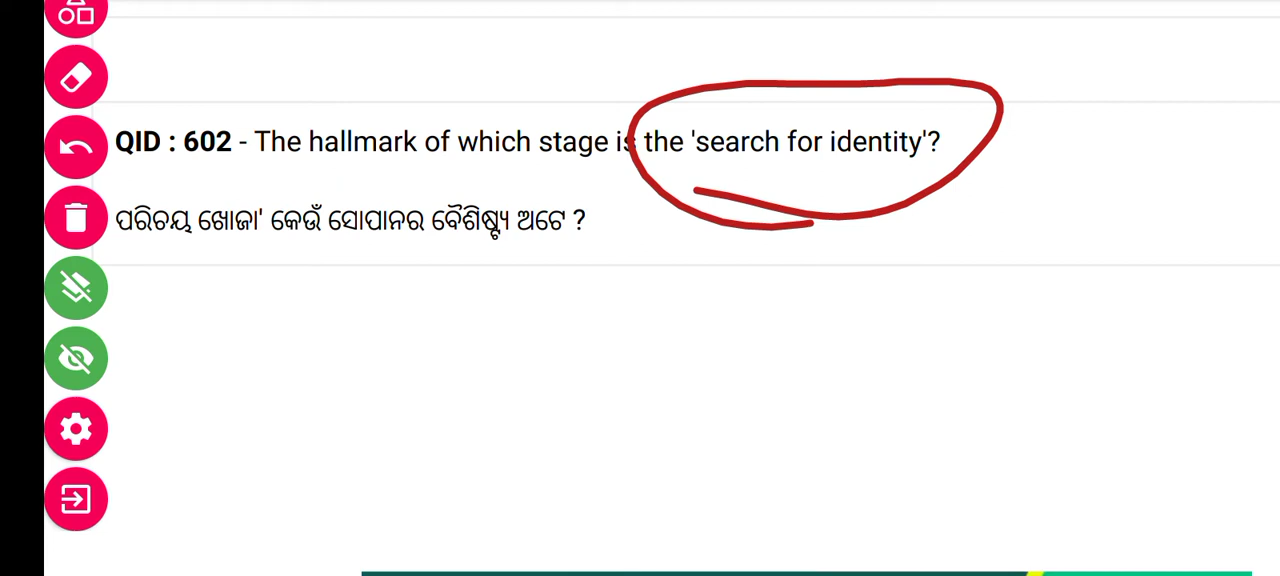 QID : 602 - The hallmark of which stage is the 'search for identity'?
ପରିଚୟ ଖୋଜା' କେଉଁ ସୋପାନର ବୈଶିଷ୍ଟ୍ୟ ଅଟେ ?